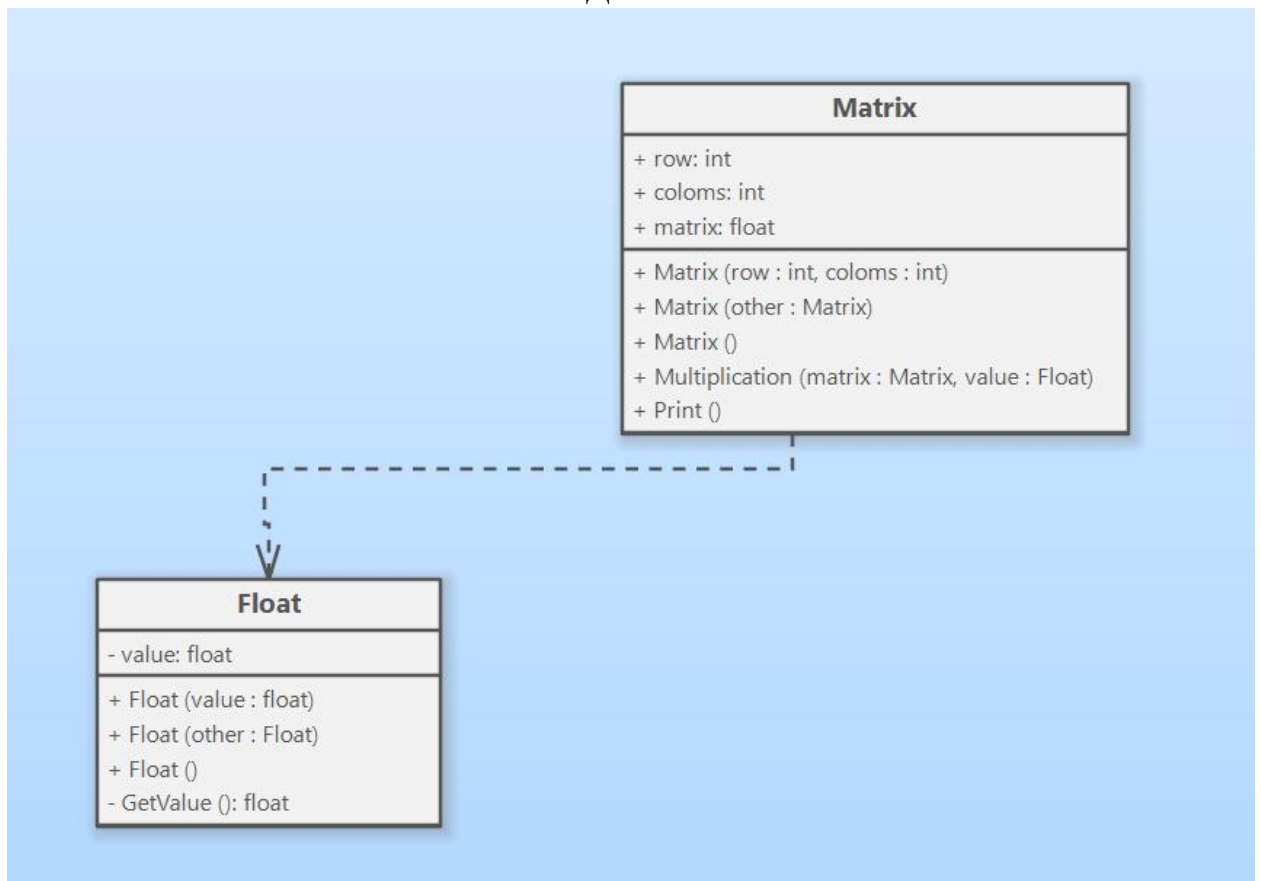 Matrix
+ row: int
+ coloms: int
+ matrix: float
+ Matrix (row : int, coloms : int)
+ Matrix (other : Matrix)
+ Matrix ()
+ Multiplication (matrix : Matrix, value : Float)
+ Print ()
Float
- value: float
+ Float (value : float)
+ Float (other : Float)
+ Float ()
- GetValue (): float